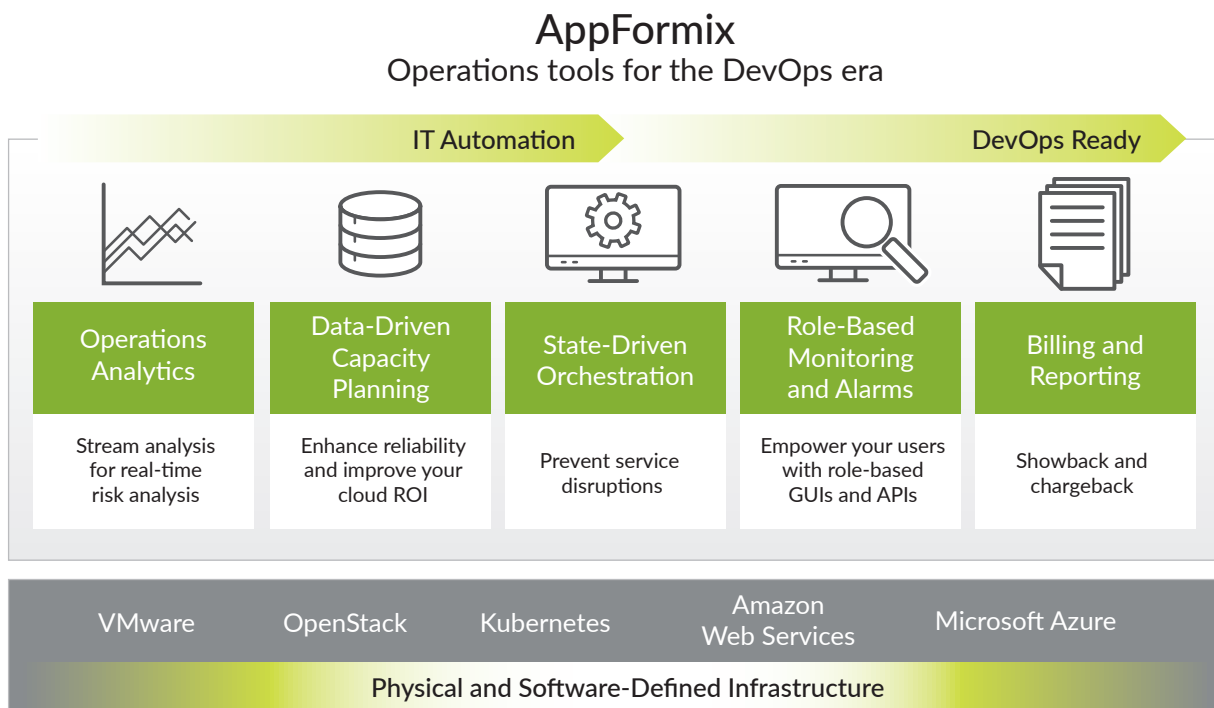 AppFormix
Operations tools for the DevOps era
IT Automation
DevOps Ready
Operations
Analytics
Stream analysis
for real-time
risk analysis
Data-Driven
Capacity
Planning
Enhance reliability
and improve your
cloud ROI
State-Driven
Orchestration
Prevent service
disruptions
Role-Based
Monitoring
and Alarms
Empower your users
with role-based
GUIs and APIs
Billing and
Reporting
Showback and
chargeback
VMware
OpenStack
Kubernetes
Amazon
Web Services
Microsoft Azure
Physical and Software-Defined Infrastructure